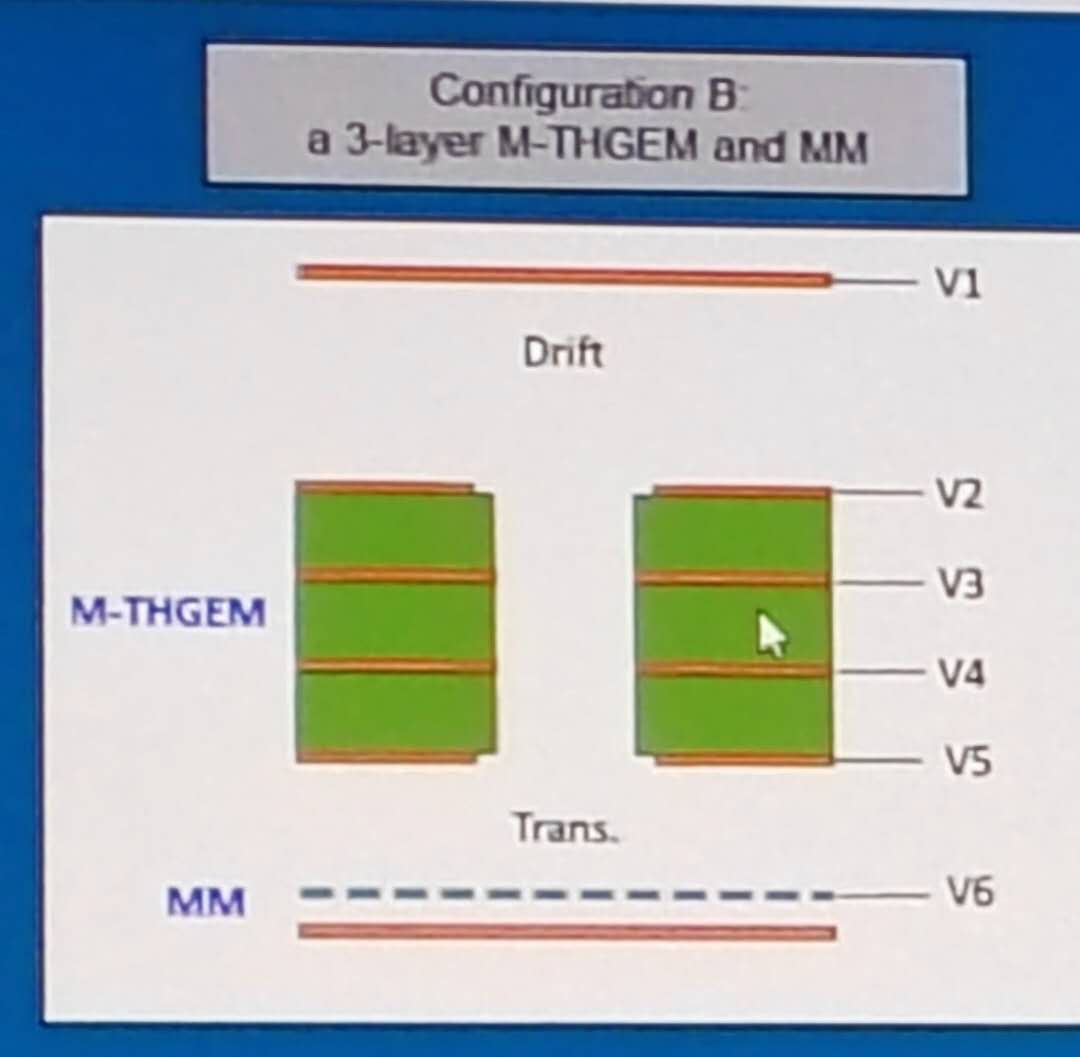 Configuration B:
a 3-layer M-THGEM and MM
V1
Drift
V2
V3
M-THGEM
V4
V5
Trans.
MM
V6